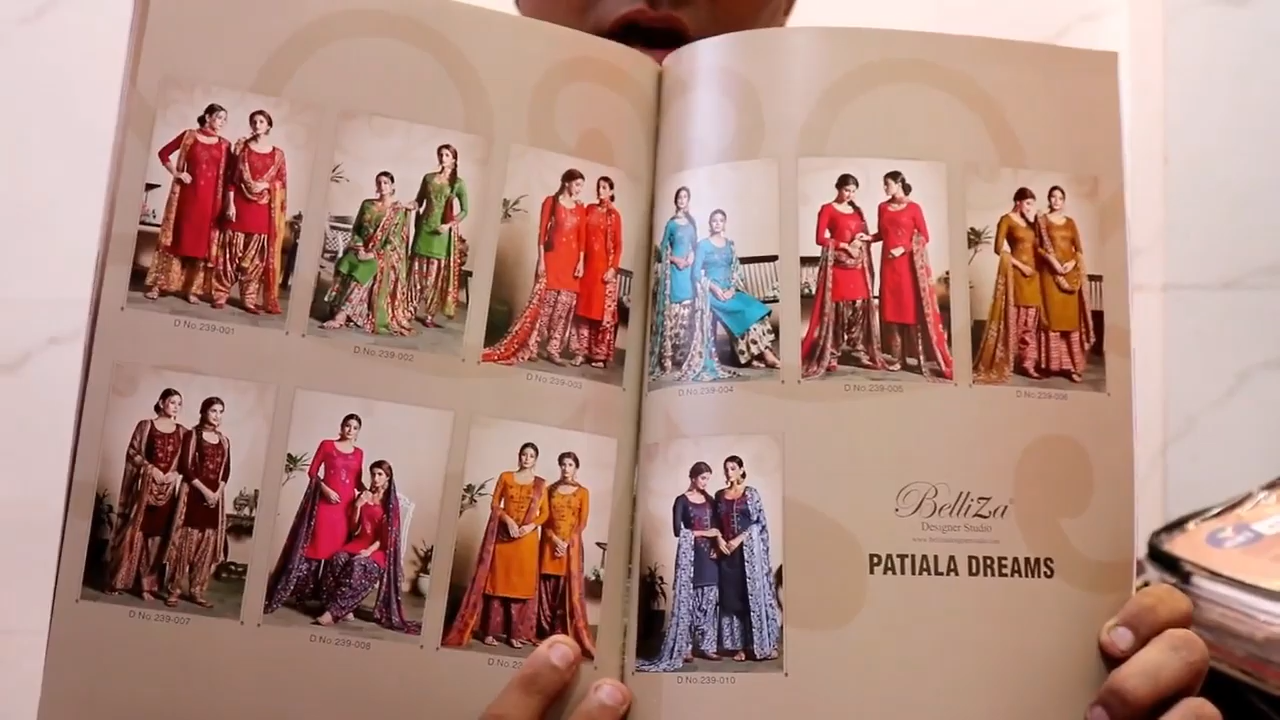 D.No.239-001
D.No.239-002
D.No.239-003
D.No.239-004
D.No.239-005
D.No.239-006
D.No.239-007
D.No.239-008
D.No.239-010
BelliZa
Designer Studio
PATIALA DREAMS